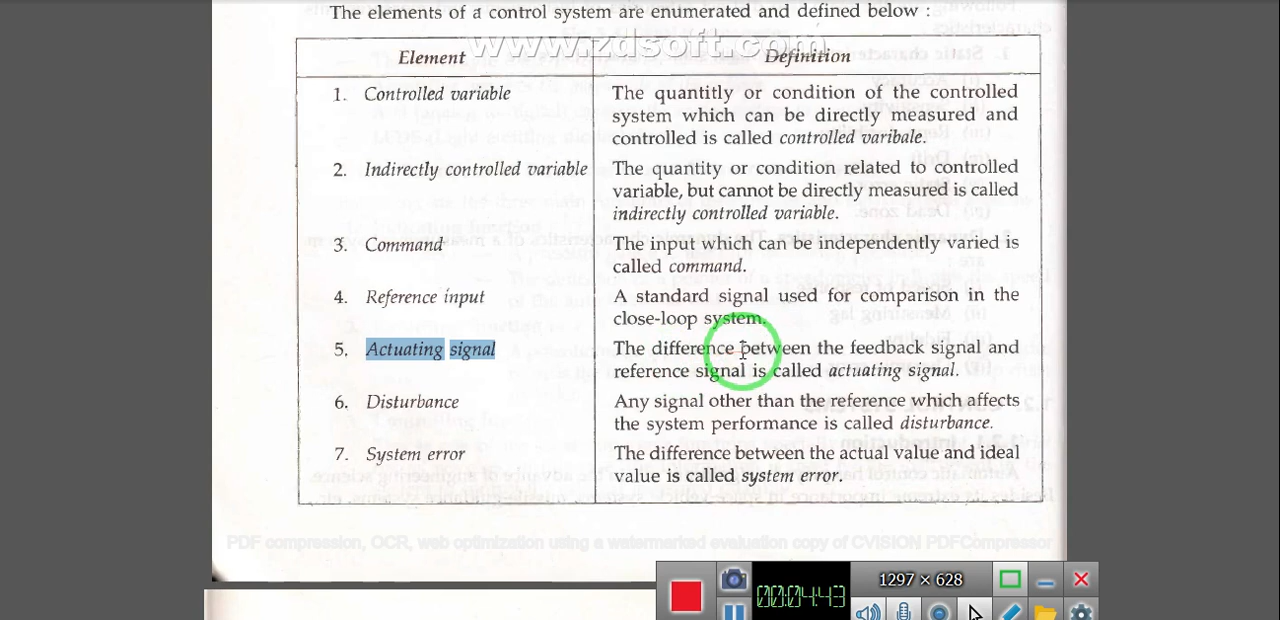 The elements of a control system are enumerated and defined below :
www.zdsoft.com
Element
Definition
1. Controlled variable
The quantitly or condition of the controlled
system which can be directly measured and
controlled is called controlled varibale.
2. Indirectly controlled variable
The quantity or condition related to controlled
variable, but cannot be directly measured is called
indirectly controlled variable.
3. Command
The input which can be independently varied is
called command.
4. Reference input
A standard signal used for comparison in the
close-loop system.
5. Actuating signal
The difference between the feedback signal and
reference signal is called actuating signal.
6. Disturbance
Any signal other than the reference which affects
the system performance is called disturbance.
7. System error
The difference between the actual value and ideal
value is called system error.
PDF compression, OCR, web optimization using a watermarked evaluation copy of CVISION PDFCompressor
00:04:43
1297 × 628